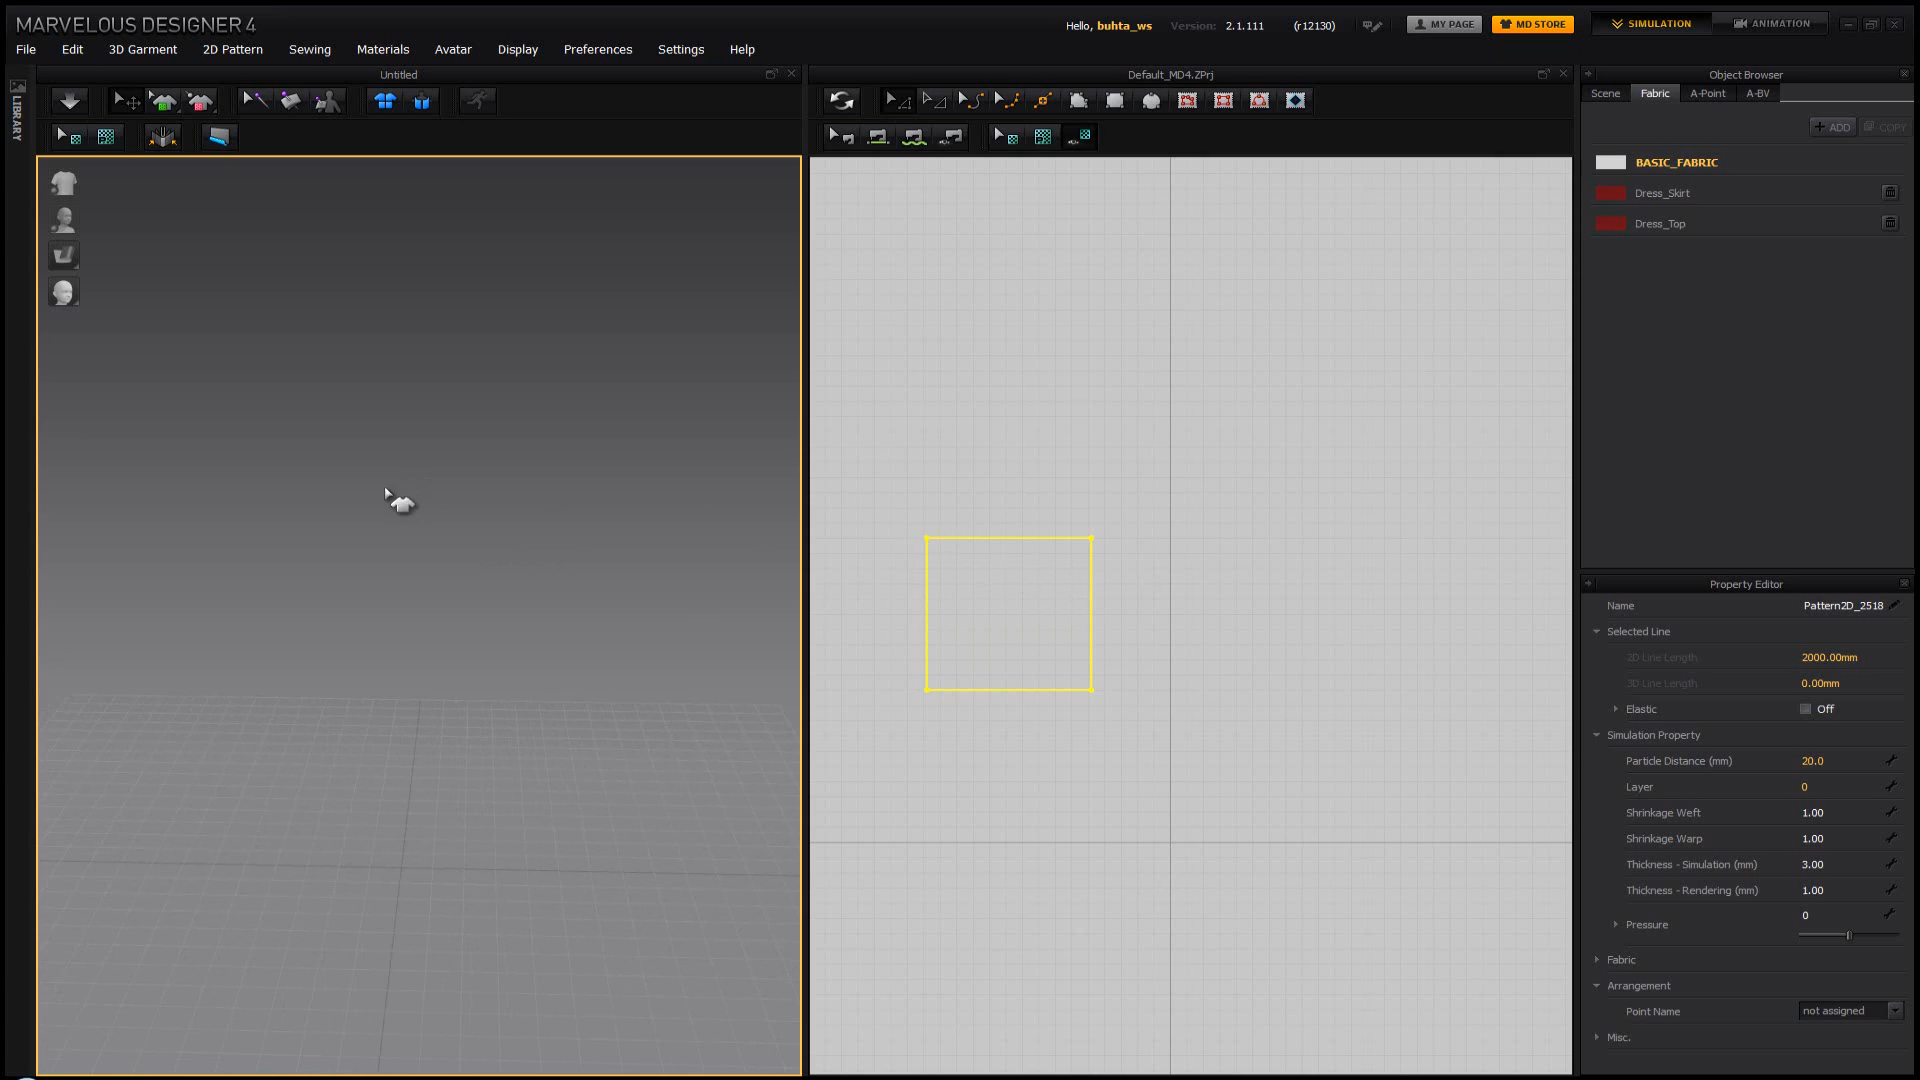 MARVELOUS DESIGNER 4
Hello, buhta_ws Version: 2.1.111 (r12130) MY PAGE MD STORE SIMULATION ANIMATION
File Edit 3D Garment 2D Pattern Sewing Materials Avatar Display Preferences Settings Help
Untitled
Default_MD4.ZPrj
Object Browser
LIBRARY
Scene Fabric A-Point A-BV
+ ADD COPY
BASIC_FABRIC
Dress_Skirt
Dress_Top
Property Editor
Name Pattern2D_2518
Selected Line
2D Line Length 2000.00mm
3D Line Length 0.00mm
Elastic Off
Simulation Property
Particle Distance (mm) 20.0
Layer 0
Shrinkage Weft 1.00
Shrinkage Warp 1.00
Thickness - Simulation (mm) 3.00
Thickness - Rendering (mm) 1.00
Pressure 0
Fabric
Arrangement
Point Name not assigned
Misc.